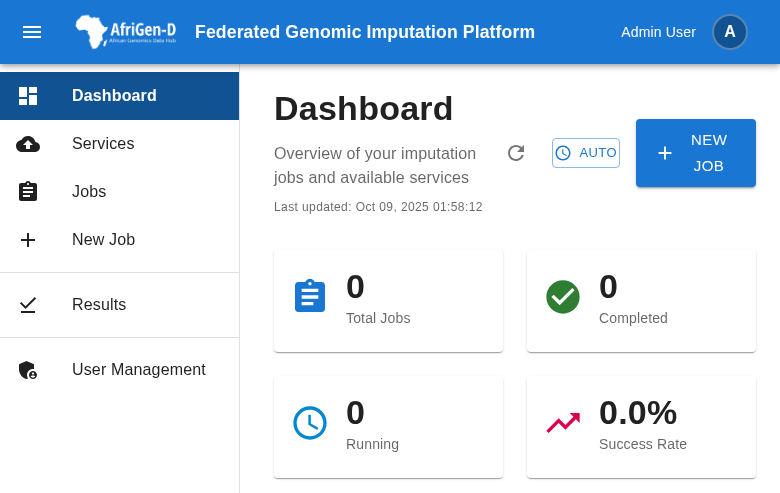 AfriGen-D
African Genomics Data Hub
Federated Genomic Imputation Platform
Admin User
A
Dashboard
Services
Jobs
New Job
Results
User Management
Dashboard
Overview of your imputation
jobs and available services
Last updated: Oct 09, 2025 01:58:12
AUTO
NEW
JOB
0
Total Jobs
0
Completed
0
Running
0.0%
Success Rate